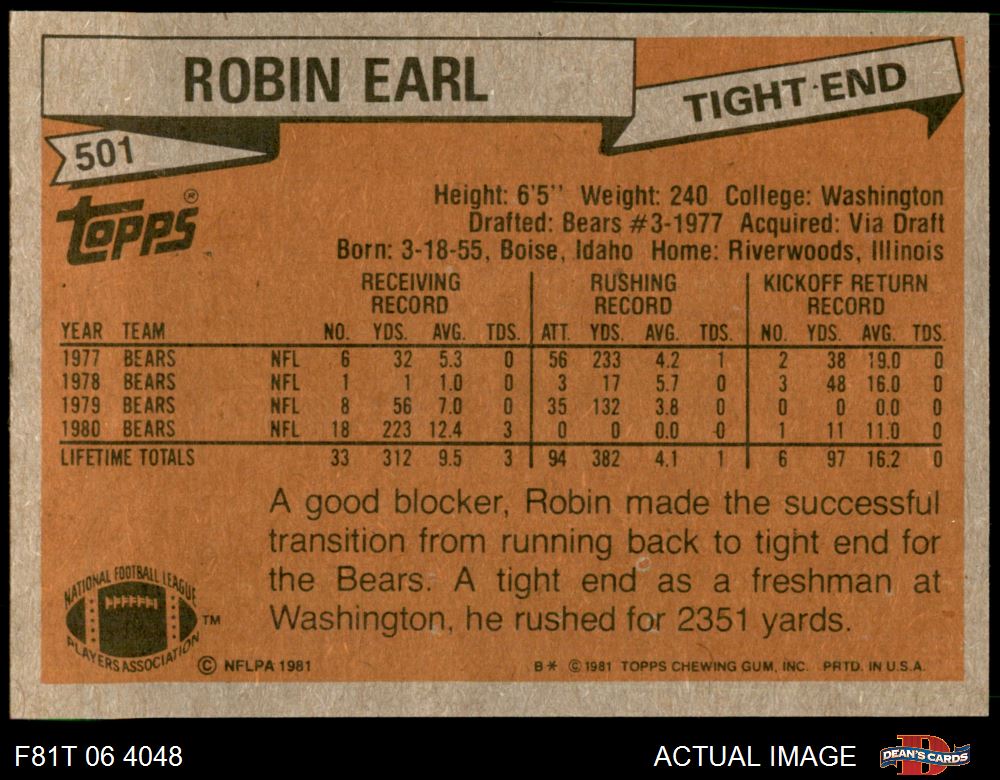 ROBIN EARL
TIGHT END
501
Topps®
Height: 6'5'' Weight: 240 College: Washington
Drafted: Bears #3-1977 Acquired: Via Draft
Born: 3-18-55, Boise, Idaho Home: Riverwoods, Illinois
RECEIVING RECORD RUSHING RECORD KICKOFF RETURN RECORD
YEAR TEAM NO. YDS. AVG. TDS. ATT. YDS. AVG. TDS. NO. YDS. AVG. TDS.
1977 BEARS NFL 6 32 5.3 0 56 233 4.2 1 2 38 19.0 0
1978 BEARS NFL 1 1 1.0 0 3 17 5.7 0 3 48 16.0 0
1979 BEARS NFL 8 56 7.0 0 35 132 3.8 0 0 0 0.0 0
1980 BEARS NFL 18 223 12.4 3 0 0 0.0 0 1 11 11.0 0
LIFETIME TOTALS 33 312 9.5 3 94 382 4.1 1 6 97 16.2 0
A good blocker, Robin made the successful
transition from running back to tight end for
the Bears. A tight end as a freshman at
Washington, he rushed for 2351 yards.
NATIONAL FOOTBALL LEAGUE
PLAYERS ASSOCIATION
TM
© NFLPA 1981
B* © 1981 TOPPS CHEWING GUM, INC. PRTD. IN U.S.A.
F81T 06 4048
ACTUAL IMAGE
DEAN'S CARDS